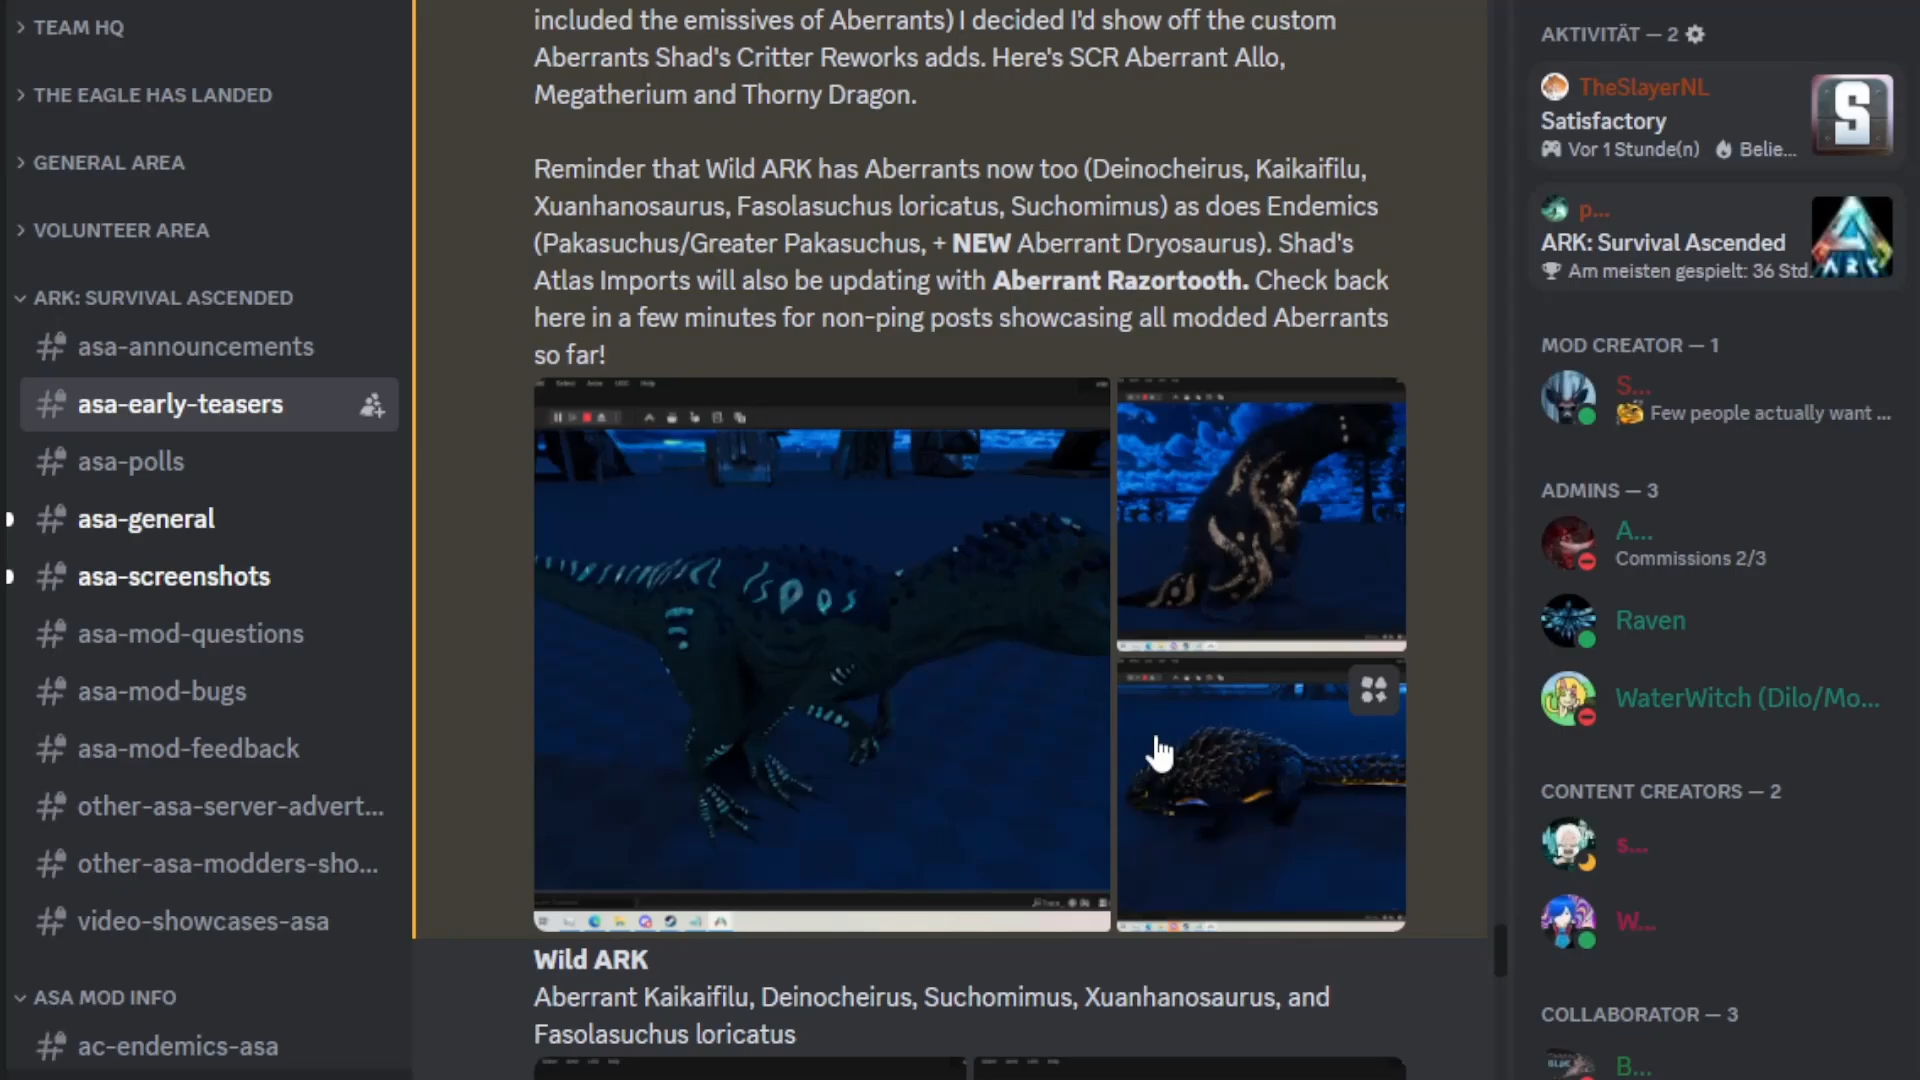 TEAM HQ
THE EAGLE HAS LANDED
GENERAL AREA
VOLUNTEER AREA
ARK: SURVIVAL ASCENDED
asa-announcements
asa-early-teasers
asa-polls
asa-general
asa-screenshots
asa-mod-questions
asa-mod-bugs
asa-mod-feedback
other-asa-server-advert...
other-asa-modders-sho...
video-showcases-asa
ASA MOD INFO
ac-endemics-asa
included the emissives of Aberrants) I decided I'd show off the custom
Aberrants Shad's Critter Reworks adds. Here's SCR Aberrant Allo,
Megatherium and Thorny Dragon.
Reminder that Wild ARK has Aberrants now too (Deinocheirus, Kaikaifilu,
Xuanhanosaurus, Fasolasuchus loricatus, Suchomimus) as does Endemics
(Pakasuchus/Greater Pakasuchus, + NEW Aberrant Dryosaurus). Shad's
Atlas Imports will also be updating with Aberrant Razortooth. Check back
here in a few minutes for non-ping posts showcasing all modded Aberrants
so far!
Wild ARK
Aberrant Kaikaifilu, Deinocheirus, Suchomimus, Xuanhanosaurus, and
Fasolasuchus loricatus
AKTIVITÄT — 2
TheSlayerNL
Satisfactory
Vor 1 Stunde(n) Belie...
S
p...
ARK: Survival Ascended
Am meisten gespielt: 36 Std.
ARK
MOD CREATOR — 1
S...
Few people actually want ...
ADMINS — 3
A...
Commissions 2/3
Raven
WaterWitch (Dilo/Mo...
CONTENT CREATORS — 2
s...
W...
COLLABORATOR — 3
B...